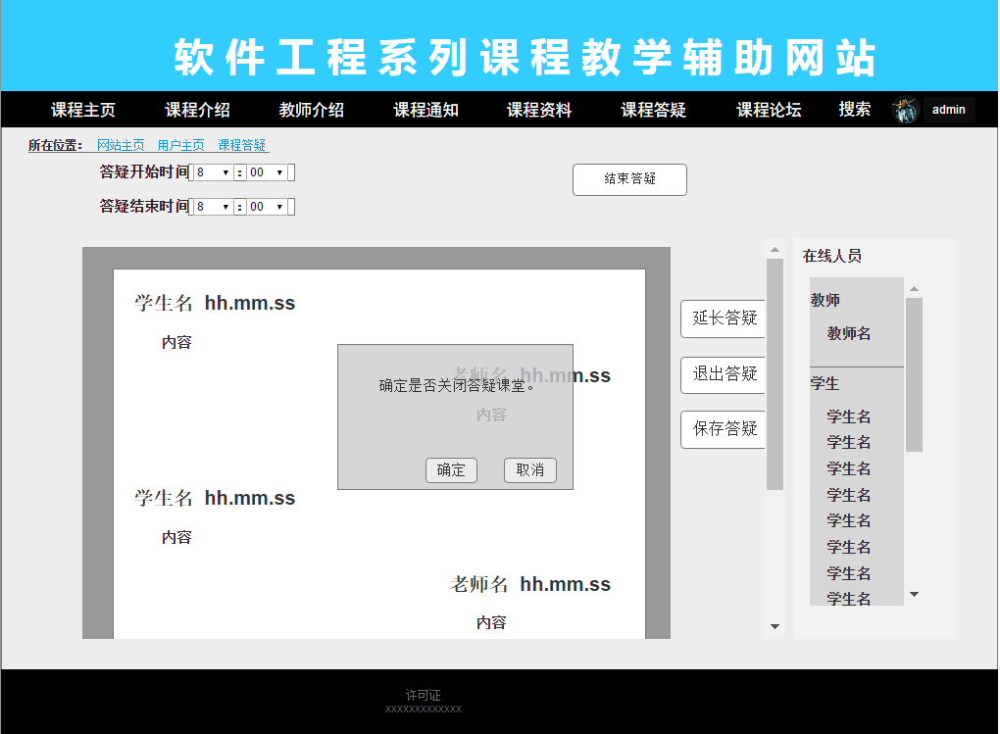 软件工程系列课程教学辅助网站
课程主页 课程介绍 教师介绍 课程通知 课程资料 课程答疑 课程论坛 搜索 admin
所在位置： 网站主页 用户主页 课程答疑
答疑开始时间 8 : 00
结束答疑
答疑结束时间 8 : 00
学生名 hh.mm.ss
内容
老师名 hh.mm.ss
内容
确定是否关闭答疑课堂。
确定 取消
学生名 hh.mm.ss
内容
老师名 hh.mm.ss
内容
延长答疑
退出答疑
保存答疑
在线人员
教师
教师名
学生
学生名
学生名
学生名
学生名
学生名
学生名
学生名
学生名
许可证
XXXXXXXXXXXXX